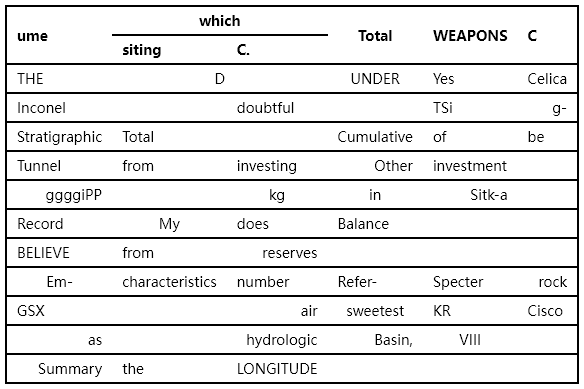 which
ume Total WEAPONS C
siting C.
THE D UNDER Yes Celica
Inconel doubtful TSi g-
Stratigraphic Total Cumulative of be
Tunnel from investing Other investment
ggggiPP kg in Sitk-a
Record My does Balance
BELIEVE from reserves
Em- characteristics number Refer- Specter rock
GSX air sweetest KR Cisco
as hydrologic Basin, VIII
Summary the LONGITUDE